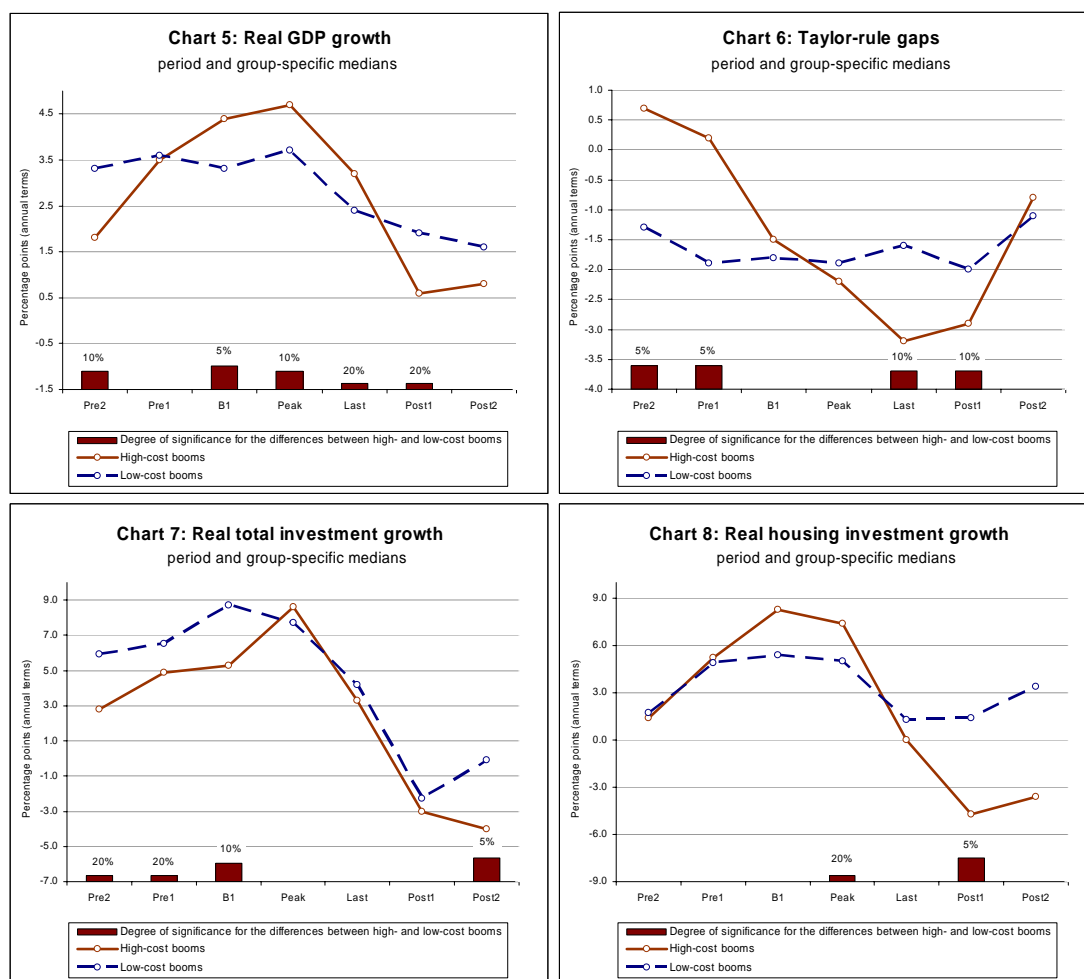 Chart 5: Real GDP growth
period and group-specific medians
Percentage points (annual terms)
4.5
3.5
2.5
1.5
0.5
-0.5
-1.5
10%
5%
10%
20%
20%
Pre2
Pre1
B1
Peak
Last
Post1
Post2
Degree of significance for the differences between high- and low-cost booms
High-cost booms
Low-cost booms
Chart 6: Taylor-rule gaps
period and group-specific medians
Percentage points (annual terms)
1.0
0.5
0.0
-0.5
-1.0
-1.5
-2.0
-2.5
-3.0
-3.5
-4.0
5%
5%
10%
10%
Pre2
Pre1
B1
Peak
Last
Post1
Post2
Degree of significance for the differences between high- and low-cost booms
High-cost booms
Low-cost booms
Chart 7: Real total investment growth
period and group-specific medians
Percentage points (annual terms)
9.0
7.0
5.0
3.0
1.0
-1.0
-3.0
-5.0
-7.0
20%
20%
10%
5%
Pre2
Pre1
B1
Peak
Last
Post1
Post2
Degree of significance for the differences between high- and low-cost booms
High-cost booms
Low-cost booms
Chart 8: Real housing investment growth
period and group-specific medians
Percentage points (annual terms)
9.0
6.0
3.0
0.0
-3.0
-6.0
-9.0
20%
5%
Pre2
Pre1
B1
Peak
Last
Post1
Post2
Degree of significance for the differences between high- and low-cost booms
High-cost booms
Low-cost booms